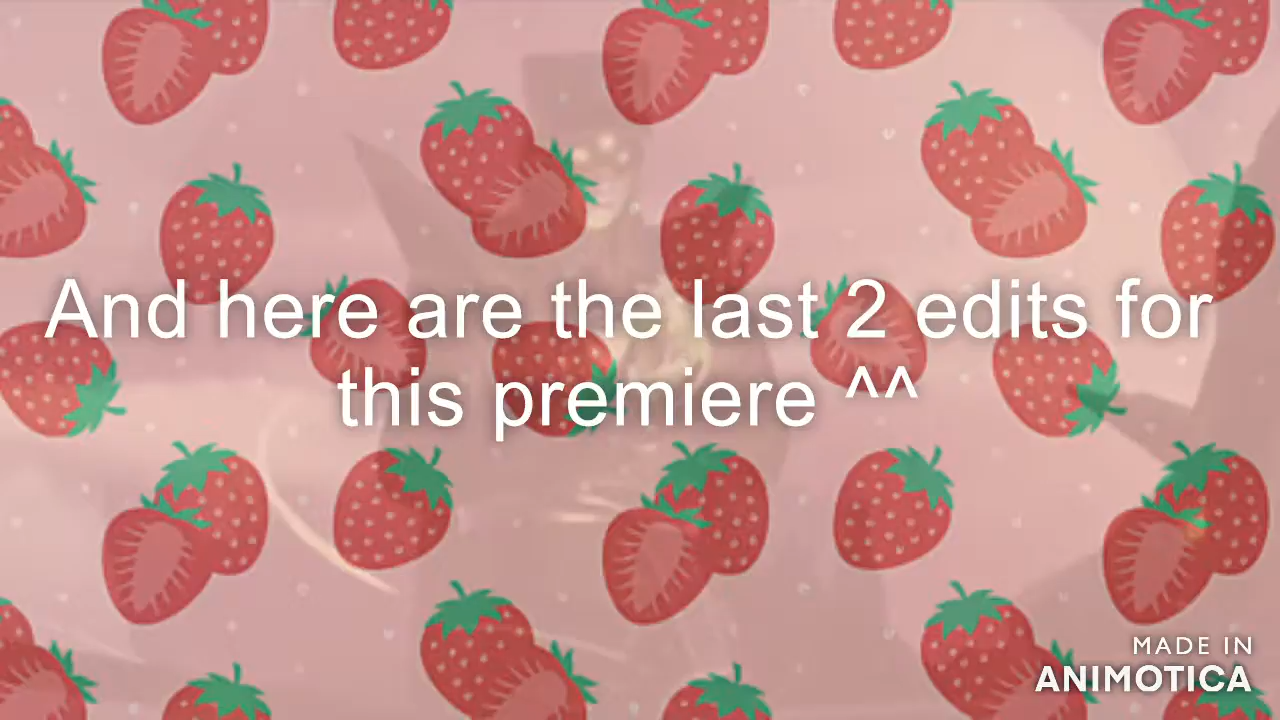 And here are the last 2 edits for
this premiere ^^
MADE IN
ANIMOTICA